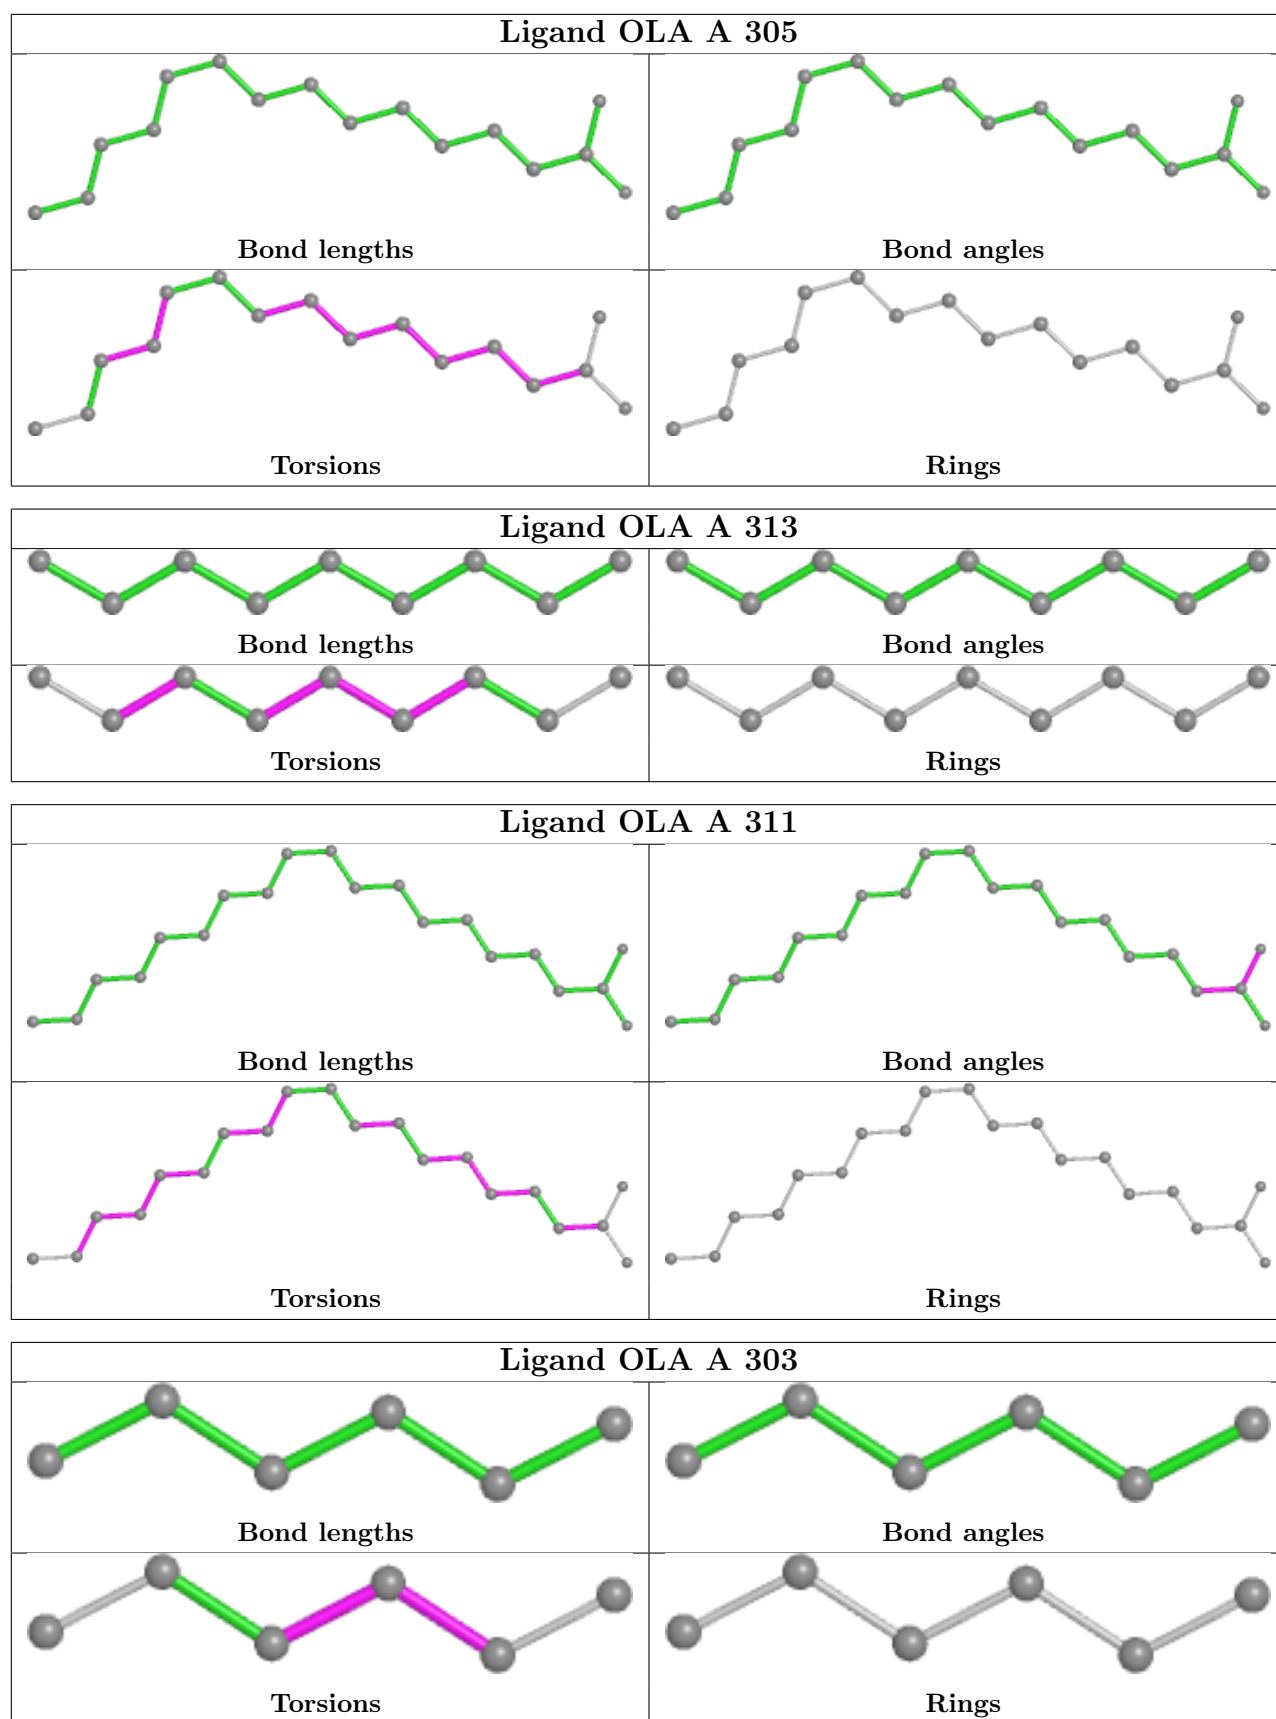 Ligand OLA A 305
Bond lengths
Bond angles
Torsions
Rings
Ligand OLA A 313
Bond lengths
Bond angles
Torsions
Rings
Ligand OLA A 311
Bond lengths
Bond angles
Torsions
Rings
Ligand OLA A 303
Bond lengths
Bond angles
Torsions
Rings